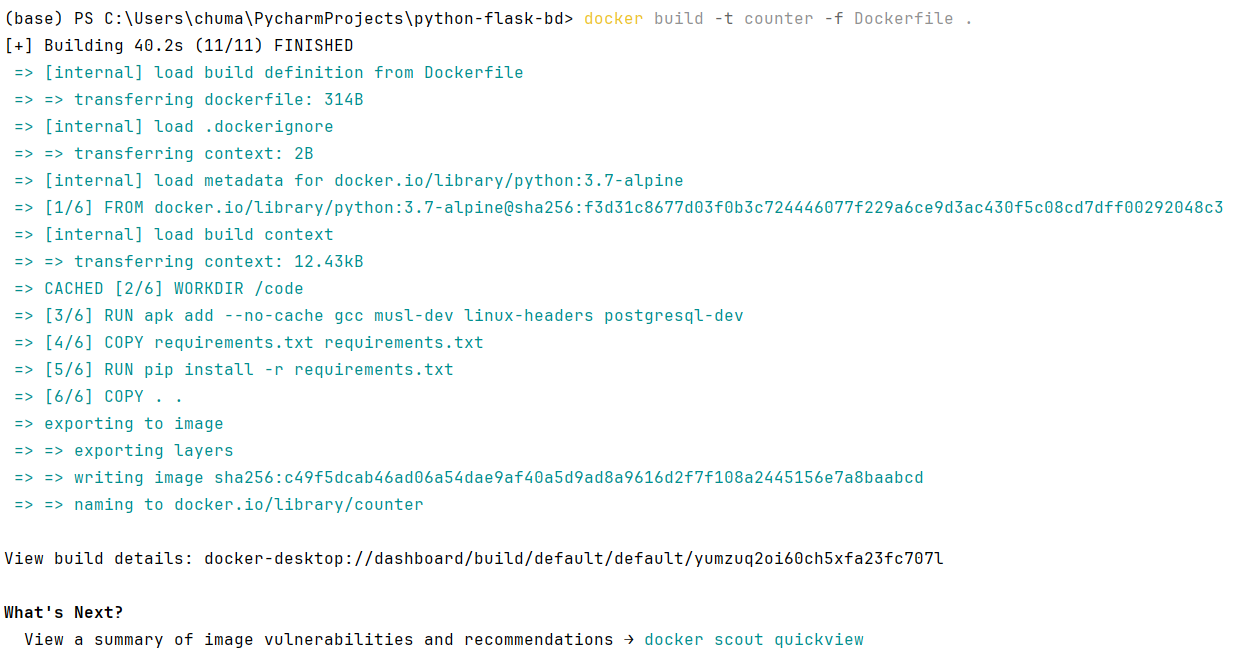 (base) PS C:\Users\chuma\PycharmProjects\python-flask-bd> docker build -t counter -f Dockerfile .
[+] Building 40.2s (11/11) FINISHED
=> [internal] load build definition from Dockerfile
=> => transferring dockerfile: 314B
=> [internal] load .dockerignore
=> => transferring context: 2B
=> [internal] load metadata for docker.io/library/python:3.7-alpine
=> [1/6] FROM docker.io/library/python:3.7-alpine@sha256:f3d31c8677d03f0b3c724446077f229a6ce9d3ac430f5c08cd7dff00292048c3
=> [internal] load build context
=> => transferring context: 12.43kB
=> CACHED [2/6] WORKDIR /code
=> [3/6] RUN apk add --no-cache gcc musl-dev linux-headers postgresql-dev
=> [4/6] COPY requirements.txt requirements.txt
=> [5/6] RUN pip install -r requirements.txt
=> [6/6] COPY . .
=> exporting to image
=> => exporting layers
=> => writing image sha256:c49f5dcab46ad06a54dae9af40a5d9ad8a9616d2f7f108a2445156e7a8baabcd
=> => naming to docker.io/library/counter
View build details: docker-desktop://dashboard/build/default/default/yumzuq2oi60ch5xfa23fc707l
What's Next?
View a summary of image vulnerabilities and recommendations → docker scout quickview